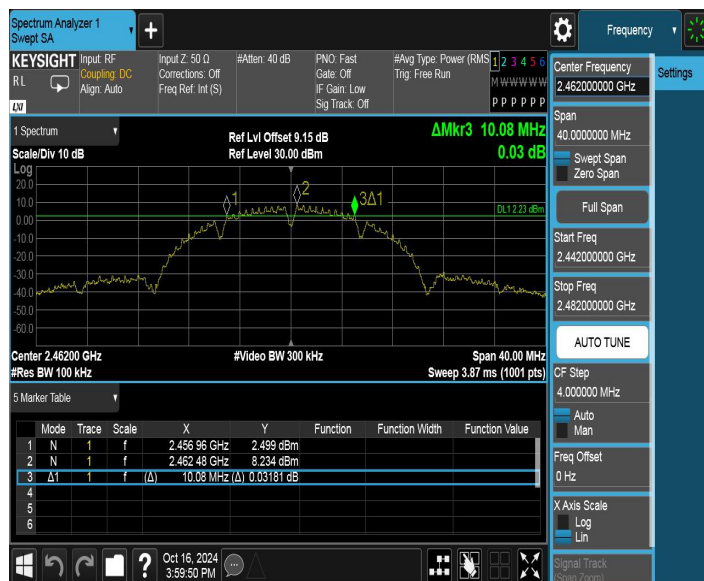 Spectrum Analyzer 1
Swept SA
+
Frequency
KEYSIGHT
RL
LXI
Input: RF
Coupling: DC
Align: Auto
Input Z: 50 Ω
Corrections: Off
Freq Ref: Int (S)
#Atten: 40 dB
PNO: Fast
Gate: Off
IF Gain: Low
Sig Track: Off
#Avg Type: Power (RMS
Trig: Free Run
1 2 3 4 5 6
M W W W W W
P P P P P P
1 Spectrum
Scale/Div 10 dB
Ref Lvl Offset 9.15 dB
Ref Level 30.00 dBm
ΔMkr3 10.08 MHz
0.03 dB
Log
20.0
10.0
0.00
-10.0
-20.0
-30.0
-40.0
-50.0
-60.0
1
2
3Δ1
DL1 2.23 dBm
Center 2.46200 GHz
#Res BW 100 kHz
#Video BW 300 kHz
Span 40.00 MHz
Sweep 3.87 ms (1001 pts)
5 Marker Table
Mode Trace Scale X Y Function Function Width Function Value
1 N 1 f 2.456 96 GHz 2.499 dBm
2 N 1 f 2.462 48 GHz 8.234 dBm
3 Δ1 1 f (Δ) 10.08 MHz (Δ) 0.03181 dB
4
5
6
?
Oct 16, 2024
3:59:50 PM
Center Frequency
2.462000000 GHz
Span
40.0000000 MHz
Swept Span
Zero Span
Full Span
Start Freq
2.442000000 GHz
Stop Freq
2.482000000 GHz
AUTO TUNE
CF Step
4.000000 MHz
Auto
Man
Freq Offset
0 Hz
X Axis Scale
Log
Lin
Signal Track
(Span Zoom)
Settings